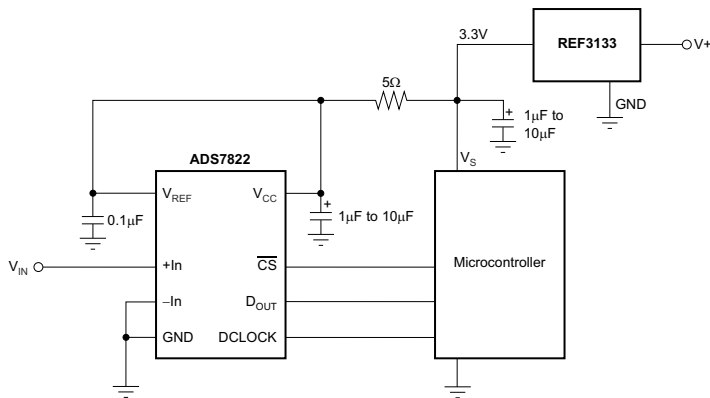 3.3V
REF3133
V+
5Ω
GND
1μF to
10μF
ADS7822
VS
VREF
VCC
0.1μF
1μF to 10μF
VIN
+In
CS
Microcontroller
–In
DOUT
GND
DCLOCK